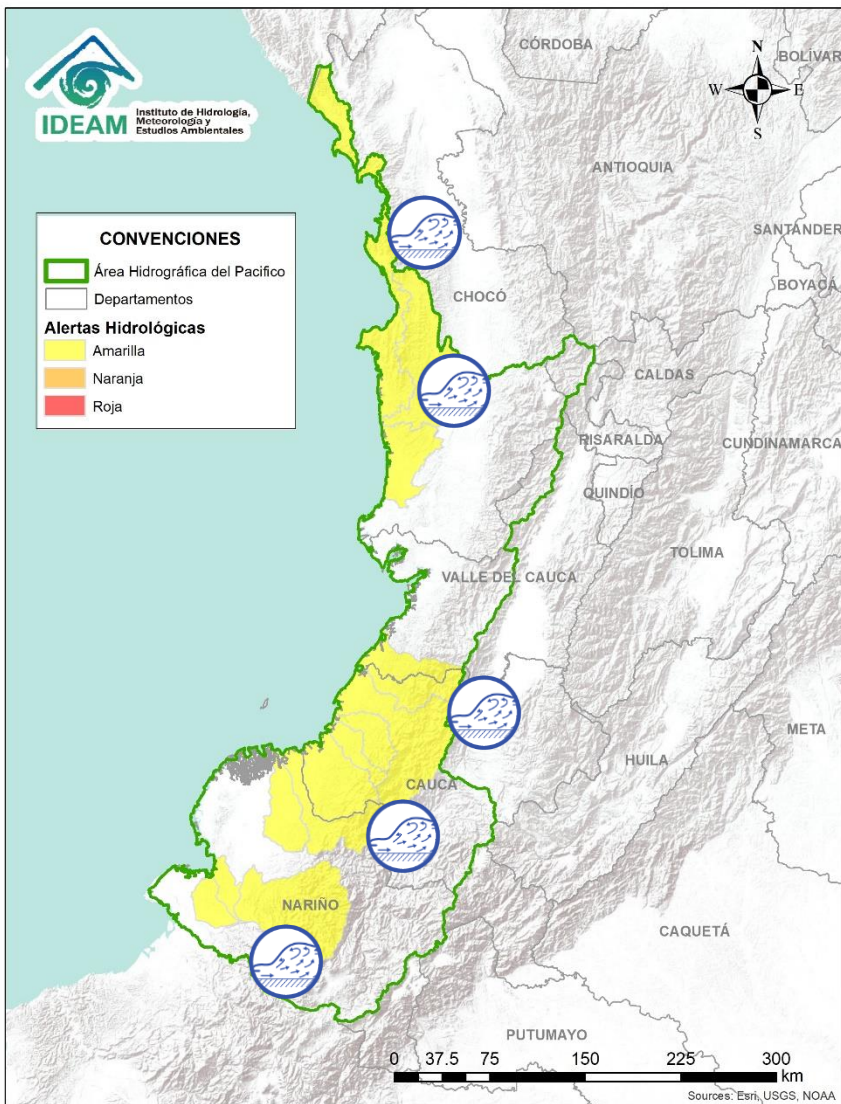 IDEAM
Instituto de Hidrología,
Meteorología y
Estudios Ambientales
N
W
E
S
CONVENCIONES
Área Hidrográfica del Pacifico
Departamentos
Alertas Hidrológicas
Amarilla
Naranja
Roja
CÓRDOBA
BOLÍVAR
ANTIOQUIA
SANTANDER
BOYACÁ
CHOCÓ
CALDAS
RISARALDA
CUNDINAMARCA
QUINDÍO
TOLIMA
VALLE DEL CAUCA
META
HUILA
CAUCA
NARIÑO
CAQUETÁ
PUTUMAYO
0 37.5 75 150 225 300
km
Sources: Esri, USGS, NOAA